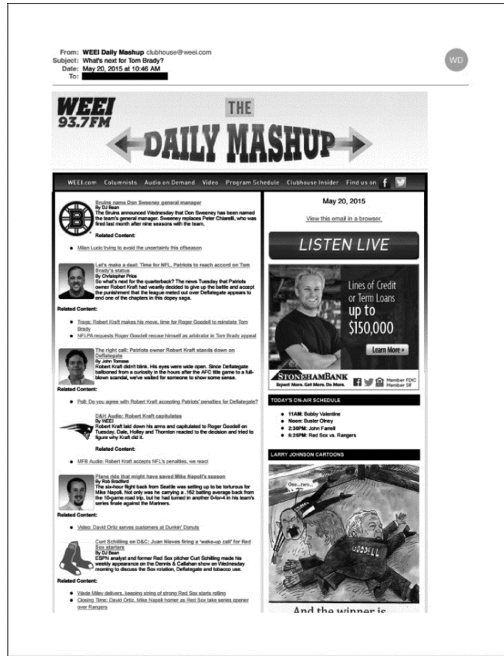 From: WEEI Daily Mashup clubhouse@weei.com
Subject: What's next for Tom Brady?
Date: May 20, 2015 at 10:46 AM
To:
WD
WEEI
93.7FM
THE
DAILY MASHUP
WEEI.com Columnists Audio on Demand Video Program Schedule Clubhouse Insider Find us on
Bruins name Don Sweeney general manager
By DJ Bean
The Bruins announced Wednesday that Don Sweeney has been named
the team's general manager. Sweeney replaces Peter Chiarelli, who was
fired last month after nine seasons with the team.
Related Content:
Milan Lucic trying to avoid the uncertainty this offseason
Let's make a deal: Time for NFL, Patriots to reach accord on Tom
Brady's status
By Christopher Price
So what's next for the quarterback? The news Tuesday that Patriots
owner Robert Kraft had wearily decided to give up the battle and accept
the punishment that the league meted out over Deflategate appears to
end one of the chapters in this dopey saga.
Related Content:
Trags: Robert Kraft makes his move, time for Roger Goodell to reinstate Tom
Brady
NFLPA requests Roger Goodell recuse himself as arbitrator in Tom Brady appeal
The right call: Patriots owner Robert Kraft stands down on
Deflategate
By John Tomase
Robert Kraft didn't blink. His eyes were wide open. Since Deflategate
ballooned from a curiosity in the hours after the AFC title game to a full-
blown scandal, we've waited for someone to show some sense.
Related Content:
Poll: Do you agree with Robert Kraft accepting Patriots' penalties for Deflategate?
D&H Audio: Robert Kraft capitulates
By WEEI
Robert Kraft laid down his arms and capitulated to Roger Goodell on
Tuesday. Dale, Holley and Thornton reacted to the decision and tried to
figure why Kraft did it.
Related Content:
MFB Audio: Robert Kraft accepts NFL's penalties, we react
Plane ride that might have saved Mike Napoli's season
By Rob Bradford
The six-hour flight back from Seattle was setting up to be torturous for
Mike Napoli. Not only was he carrying a .162 batting average back from
the 10-game road trip, but he had turned in another 0-for-4 in his team's
series finale against the Mariners.
Related Content:
Video: David Ortiz serves customers at Dunkin' Donuts
Curt Schilling on D&C: Juan Nieves firing a 'wake-up call' for Red
Sox starters
By DJ Bean
ESPN analyst and former Red Sox pitcher Curt Schilling made his
weekly appearance on the Dennis & Callahan show on Wednesday
morning to discuss the Sox rotation, Deflategate and tobacco use.
Related Content:
Wade Miley delivers, keeping string of strong Red Sox starts rolling
Closing Time: David Ortiz, Mike Napoli homer as Red Sox take series opener
over Rangers
May 20, 2015
View this email in a browser.
LISTEN LIVE
Lines of Credit
or Term Loans
up to
$150,000
Learn More
STONEHAMBANK
Expect More. Get More. Do More.
Member FDIC
Member SIF
TODAY'S ON-AIR SCHEDULE
11AM: Bobby Valentine
Noon: Buster Olney
2:30PM: John Farrell
6:25PM: Red Sox vs. Rangers
LARRY JOHNSON CARTOONS
One...two...
GOODELL
And the winner is